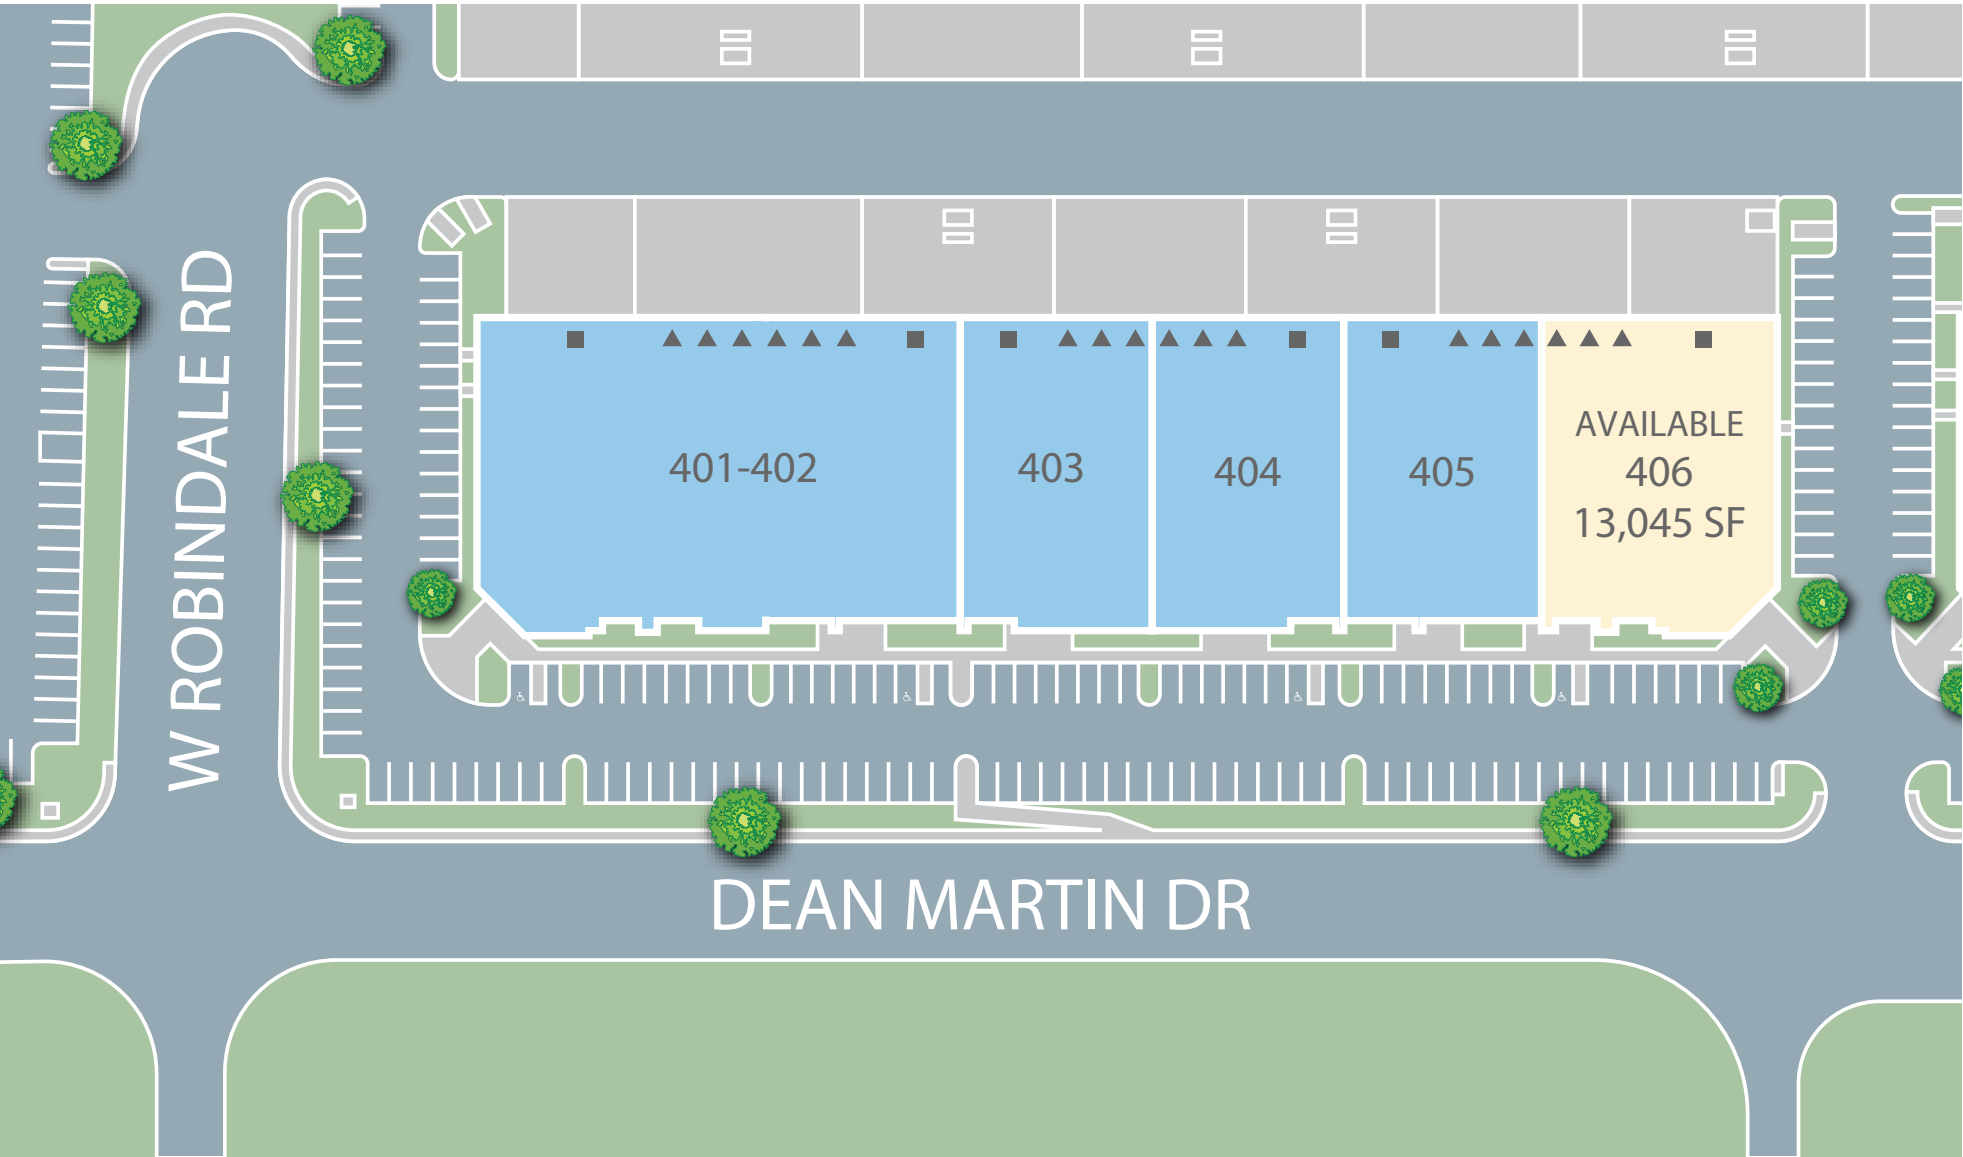 W ROBINDALE RD
401-402
403
404
405
AVAILABLE
406
13,045 SF
DEAN MARTIN DR